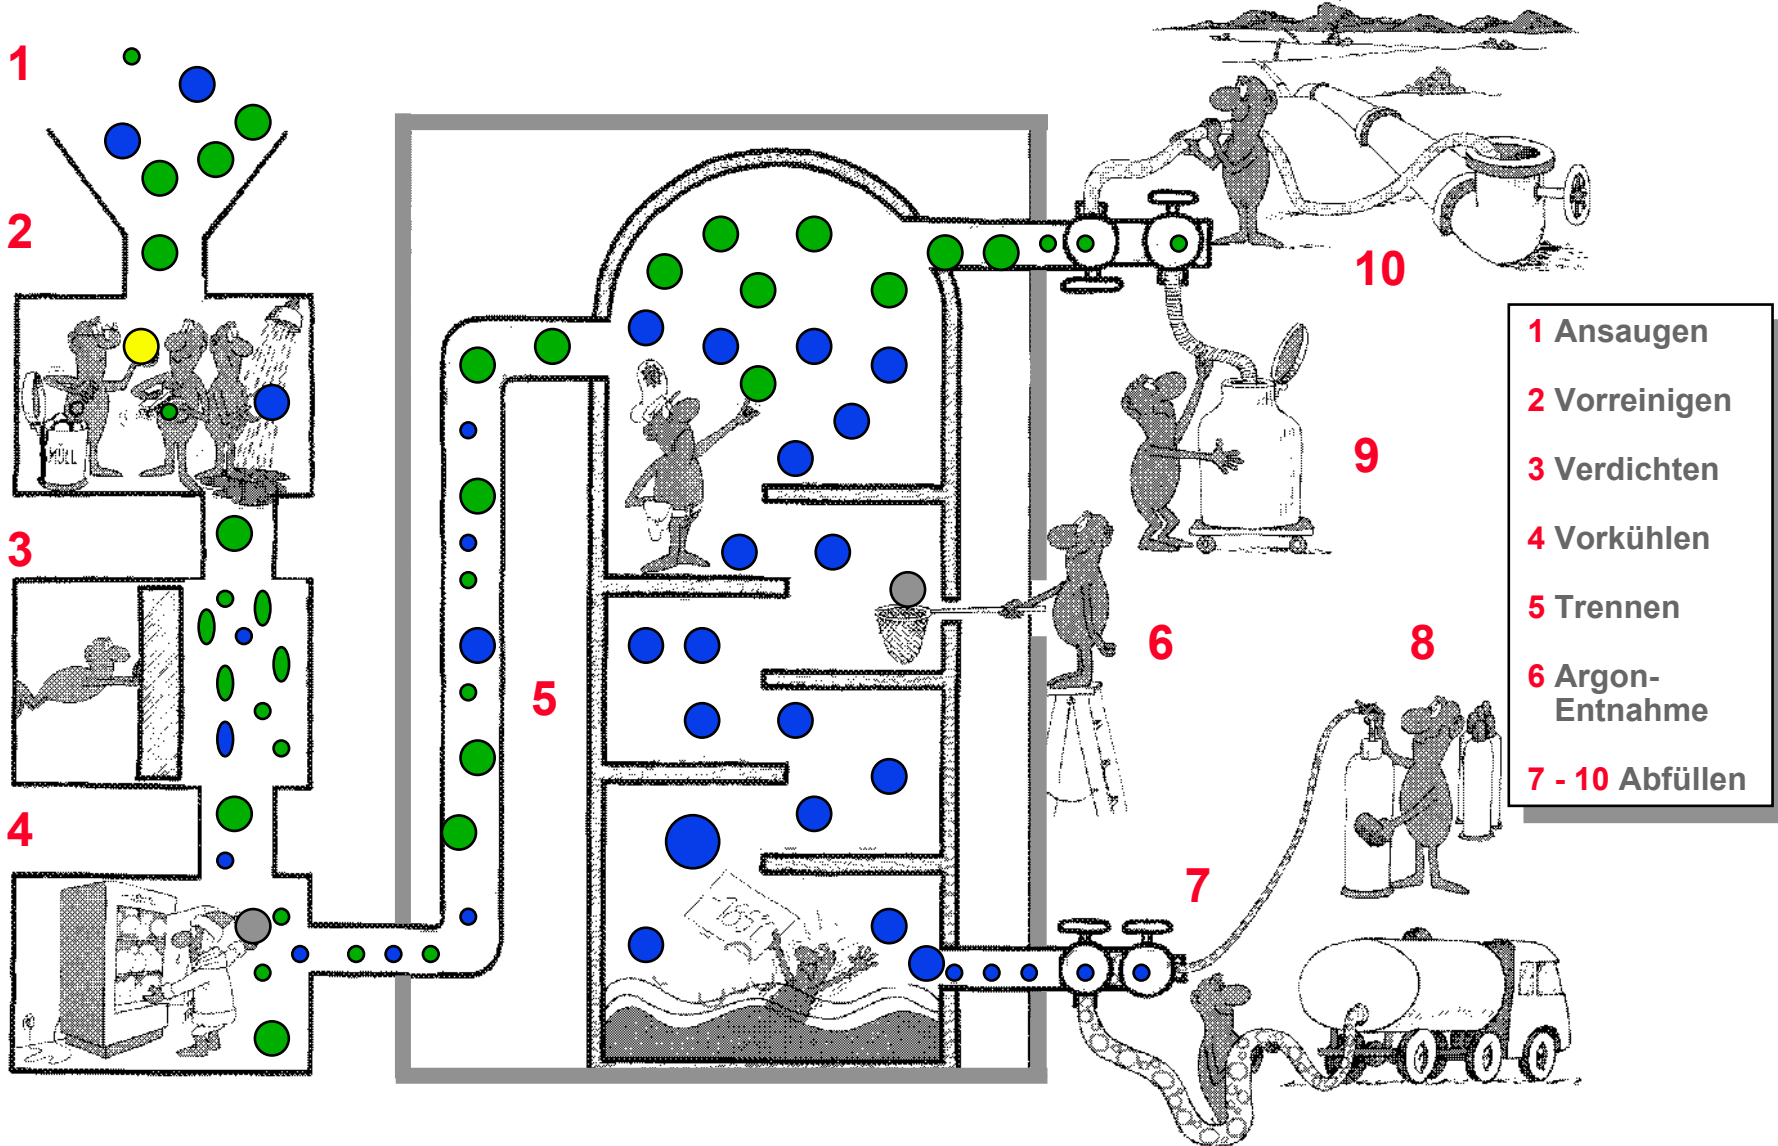 1
2
3
4
5
6
7
8
9
10
MÜLL
1 Ansaugen
2 Vorreinigen
3 Verdichten
4 Vorkühlen
5 Trennen
6 Argon-
Entnahme
7 - 10 Abfüllen